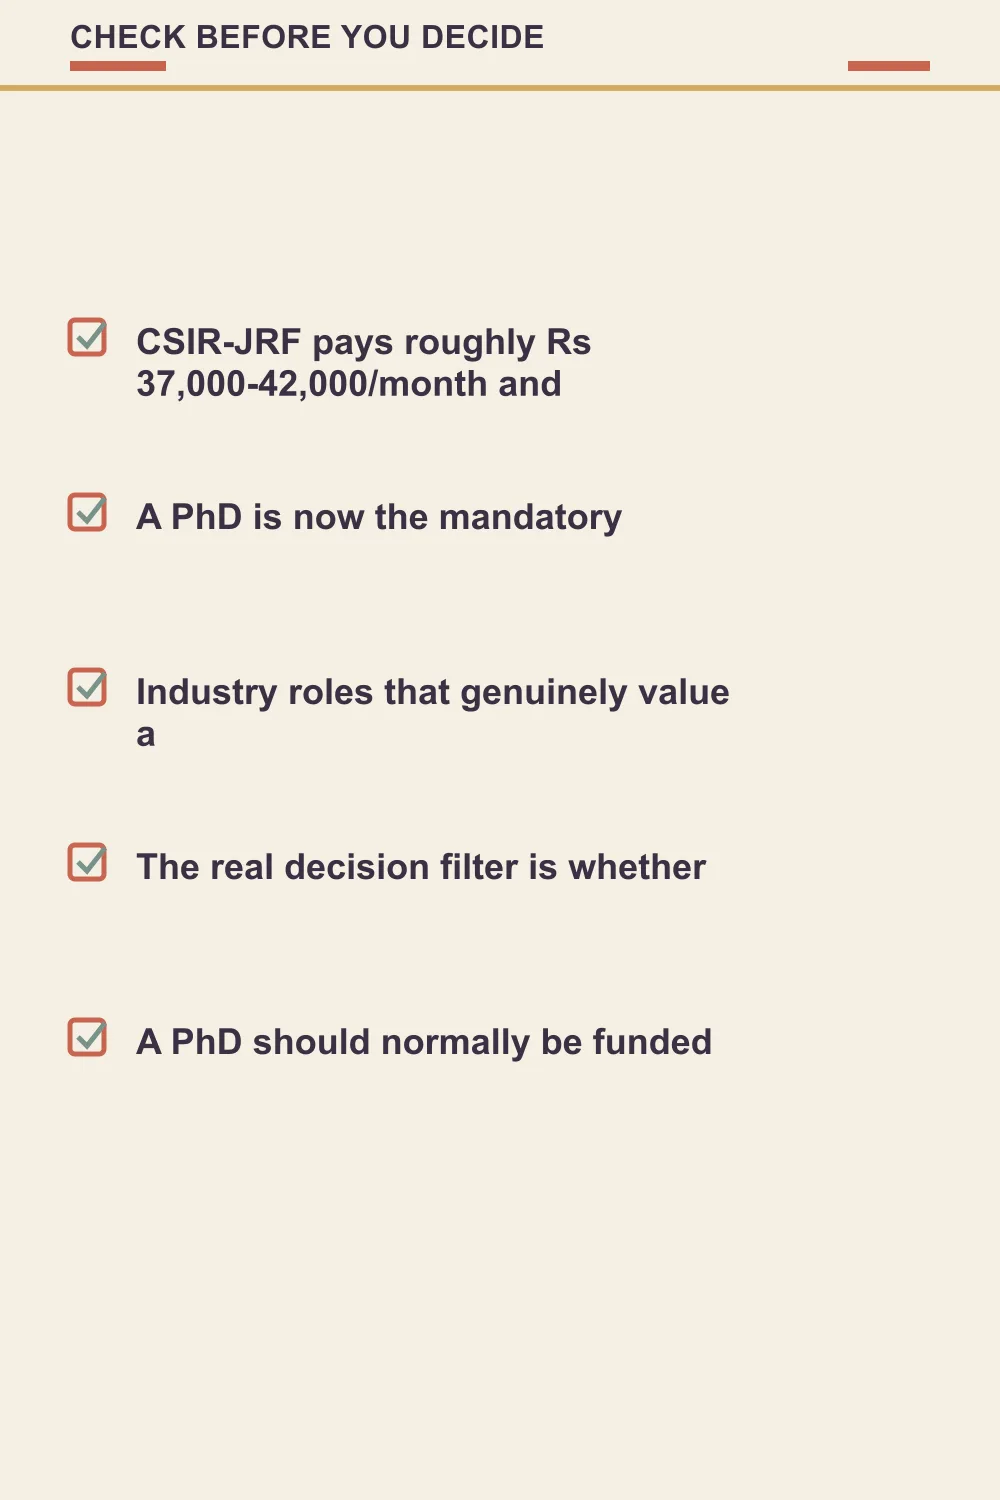 CHECK BEFORE YOU DECIDE
CSIR-JRF pays roughly Rs
37,000-42,000/month and
A PhD is now the mandatory
Industry roles that genuinely value
a
The real decision filter is whether
A PhD should normally be funded